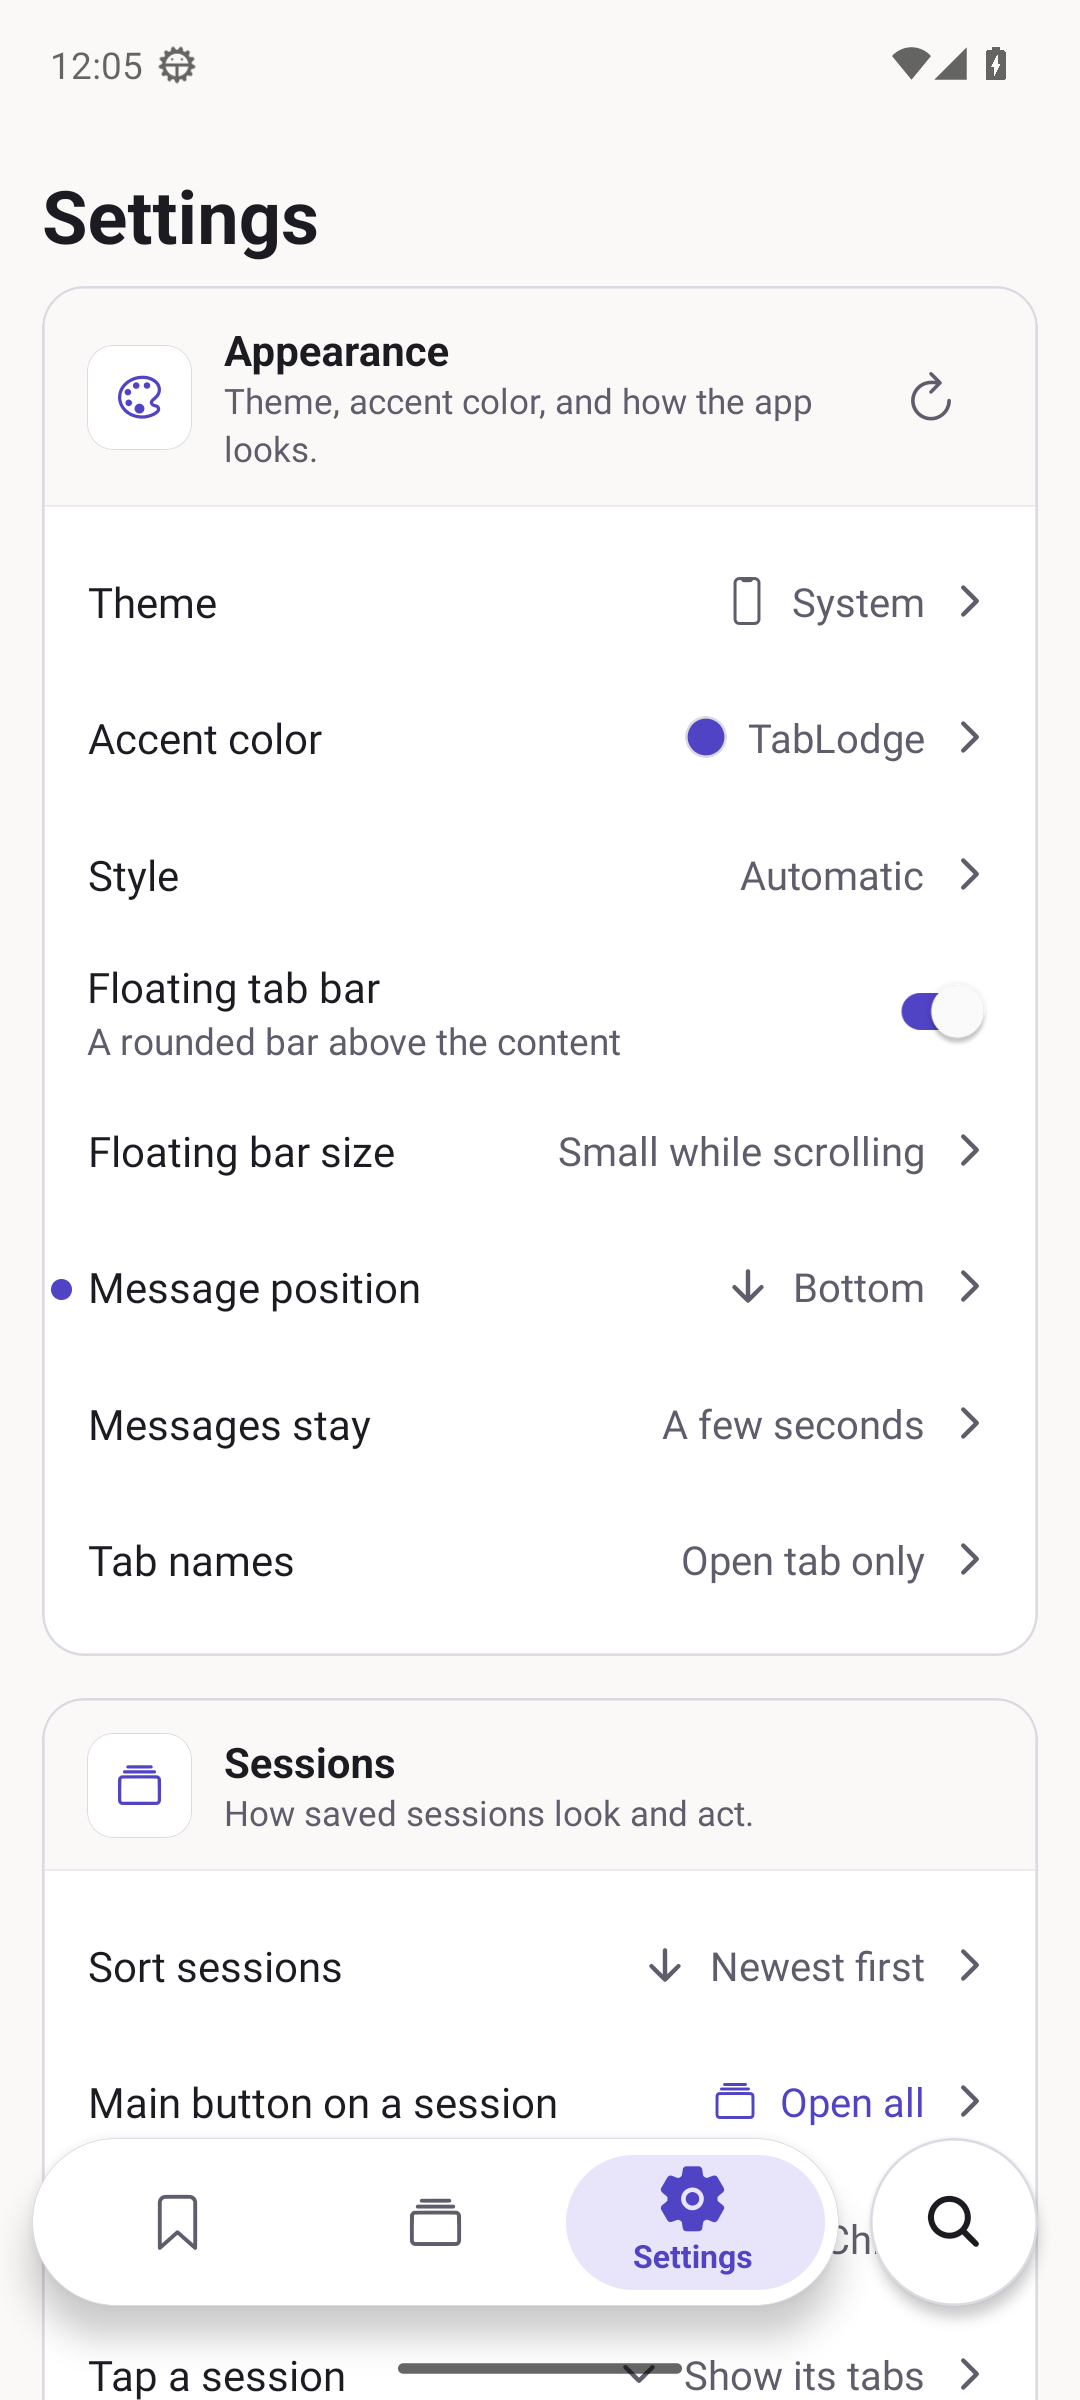 12:05
Settings
Appearance
Theme, accent color, and how the app
looks.
Theme
System
Accent color
TabLodge
Style
Automatic
Floating tab bar
A rounded bar above the content
Floating bar size
Small while scrolling
Message position
Bottom
Messages stay
A few seconds
Tab names
Open tab only
Sessions
How saved sessions look and act.
Sort sessions
Newest first
Main button on a session
Open all
Settings
Tap a session
Show its tabs